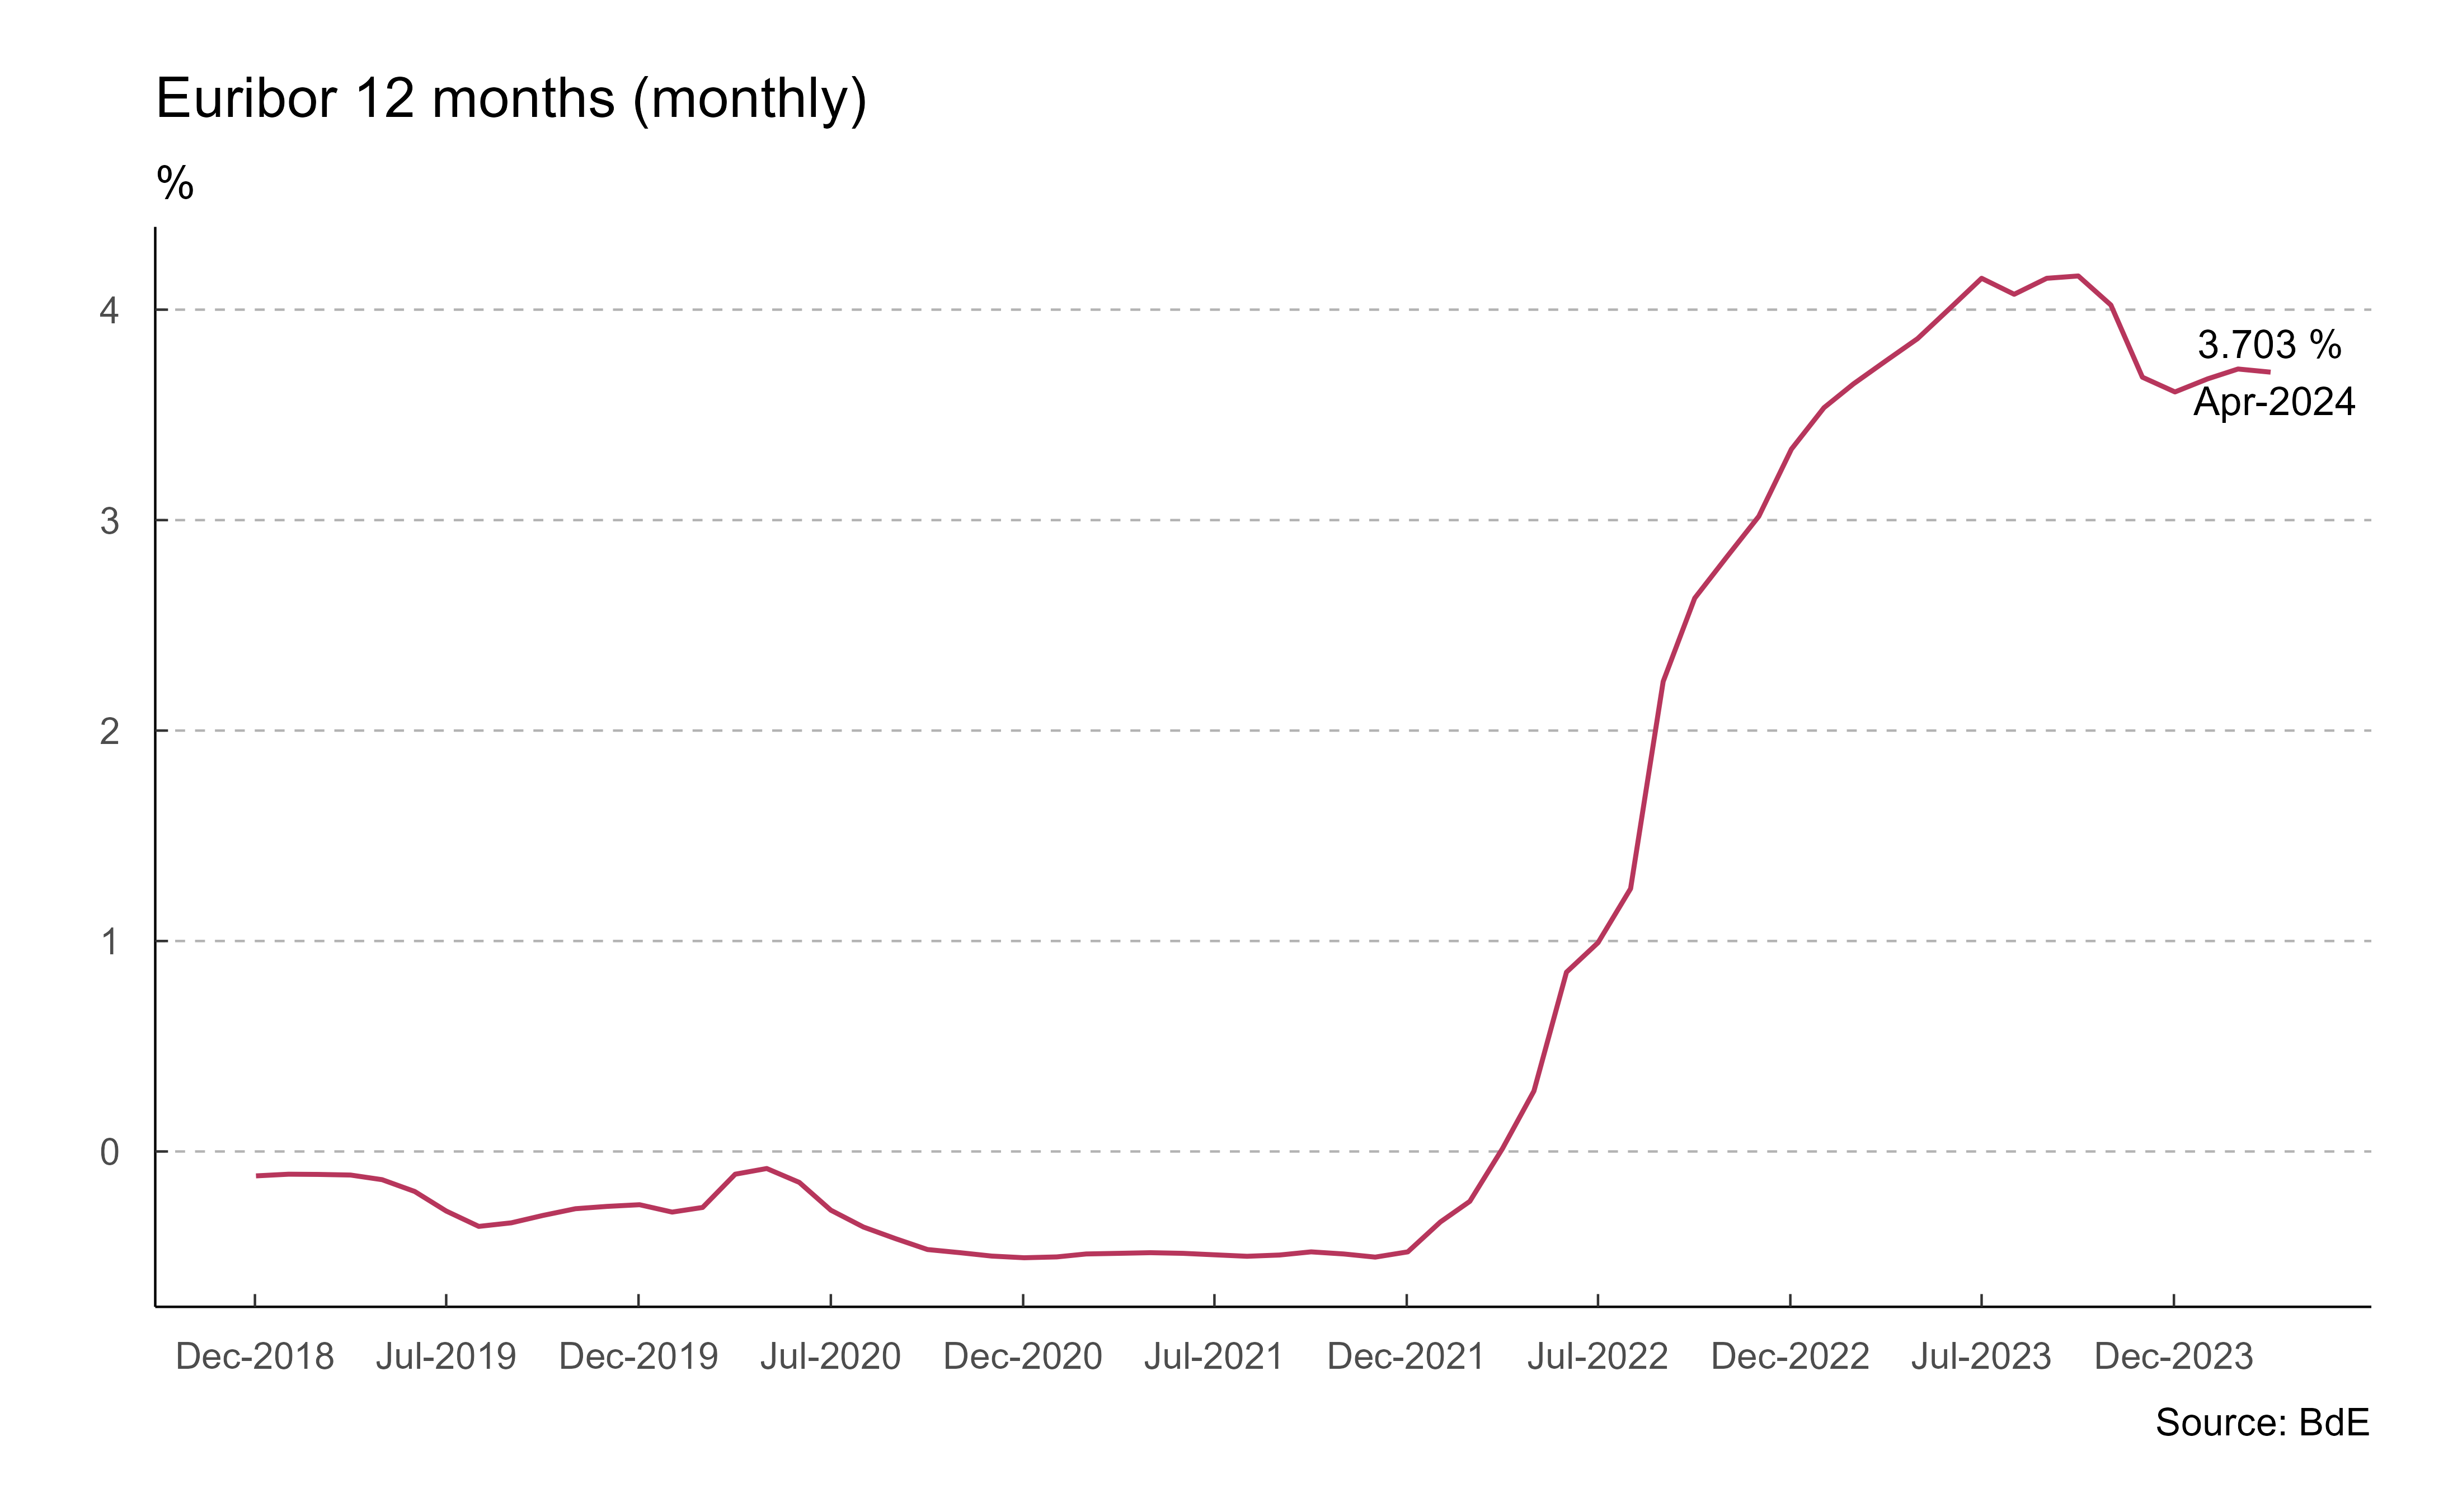 Euribor 12 months (monthly)
%
4
3.703 %
Apr-2024
3
2
1
0
Dec-2018 Jul-2019 Dec-2019 Jul-2020 Dec-2020 Jul-2021 Dec-2021 Jul-2022 Dec-2022 Jul-2023 Dec-2023
Source: BdE